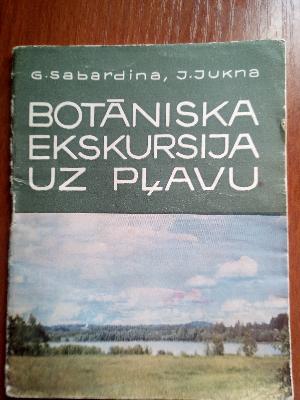 G. Sabardina, J. Jukna
BOTĀNISKA
EKSKURSIJA
UZ PĻAVU